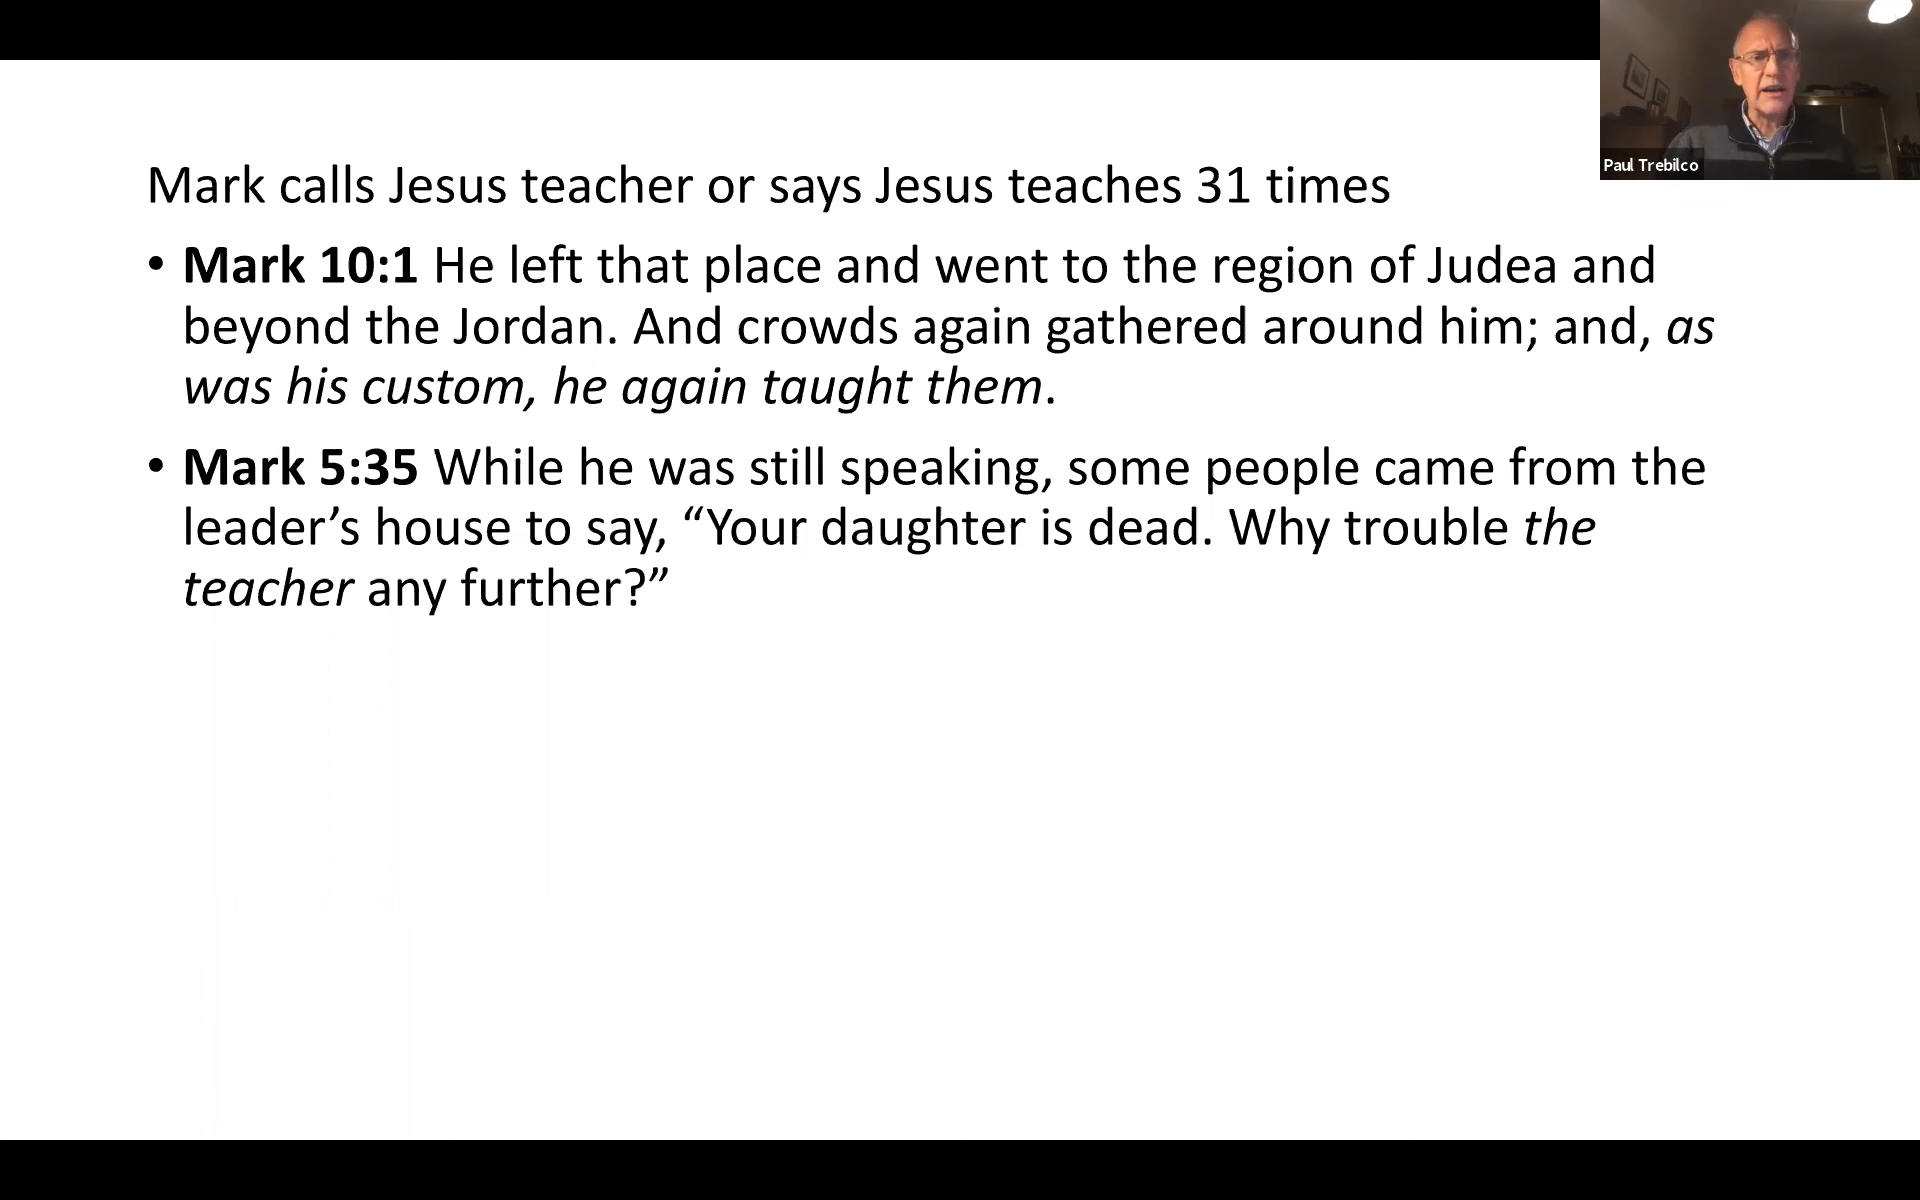 Paul Trebilco
Mark calls Jesus teacher or says Jesus teaches 31 times
• Mark 10:1 He left that place and went to the region of Judea and
beyond the Jordan. And crowds again gathered around him; and, as
was his custom, he again taught them.
• Mark 5:35 While he was still speaking, some people came from the
leader’s house to say, “Your daughter is dead. Why trouble the
teacher any further?”